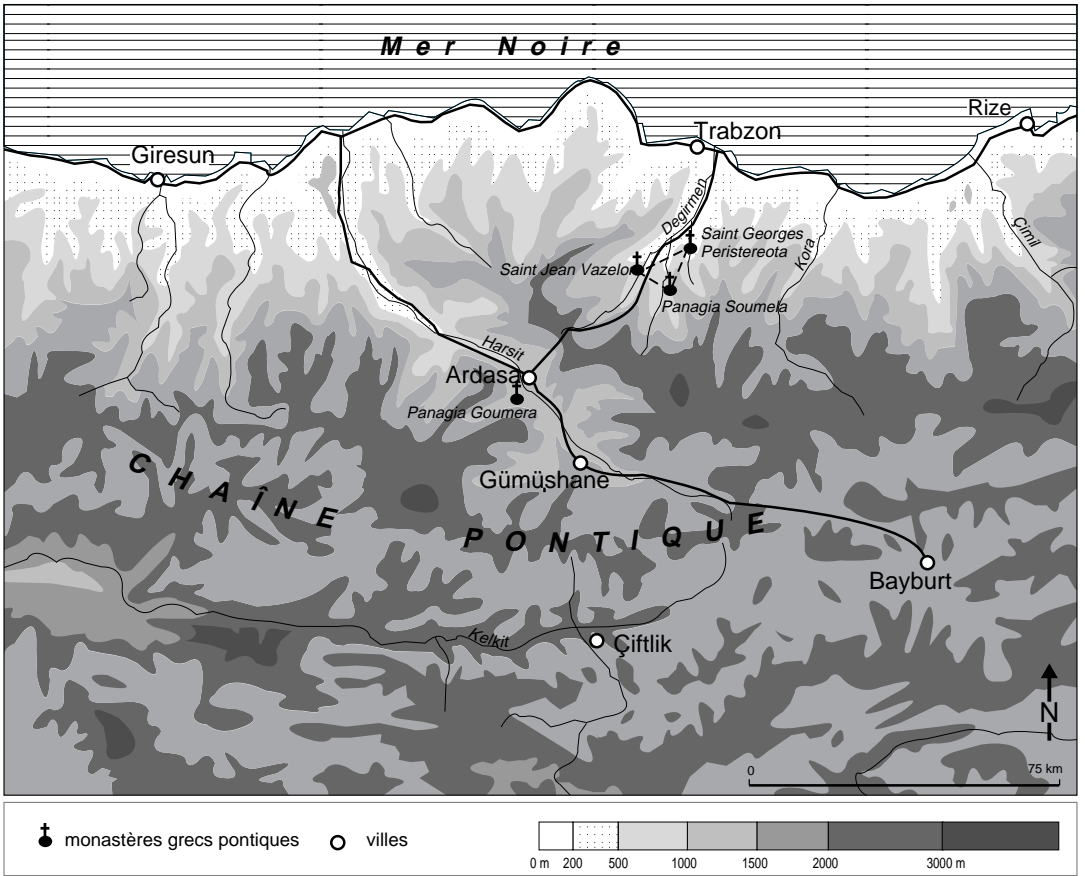 Mer Noire
Rize
Trabzon
Giresun
Degirmen
Saint Georges
Peristereota
Çimil
Kora
Saint Jean Vazelon
Panagia Soumela
Harsit
Ardasa
Panagia Goumera
CHAÎNE PONTIQUE
Gümüshane
Bayburt
Kelkit
Çiftlik
N
0 75 km
monastères grecs pontiques villes
0 m 200 500 1000 1500 2000 3000 m